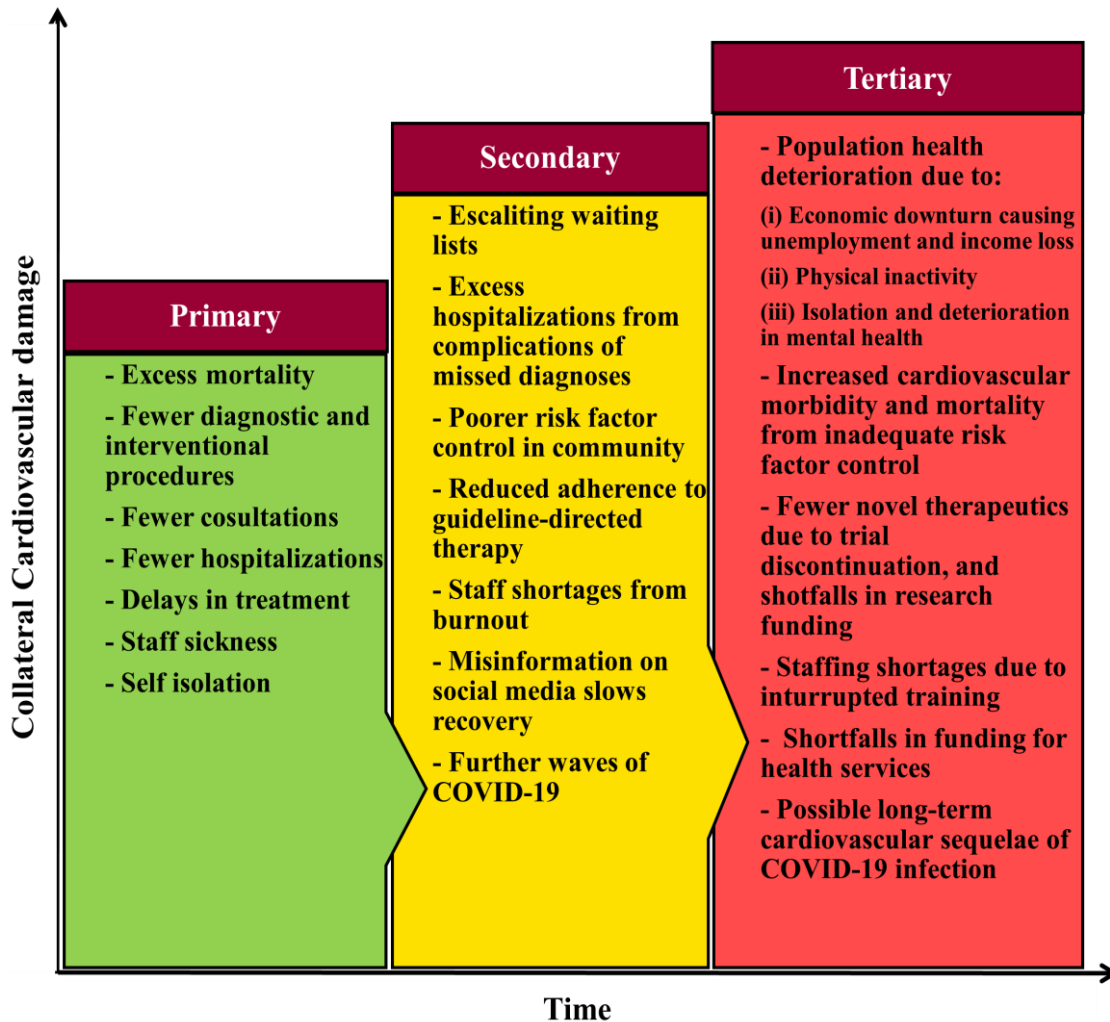 Collateral Cardiovascular damage
Primary
- Excess mortality
- Fewer diagnostic and
interventional
procedures
- Fewer cosultations
- Fewer hospitalizations
- Delays in treatment
- Staff sickness
- Self isolation
Secondary
- Escaliting waiting
lists
- Excess
hospitalizations from
complications of
missed diagnoses
- Poorer risk factor
control in community
- Reduced adherence to
guideline-directed
therapy
- Staff shortages from
burnout
- Misinformation on
social media slows
recovery
- Further waves of
COVID-19
Tertiary
- Population health
deterioration due to:
(i) Economic downturn causing
unemployment and income loss
(ii) Physical inactivity
(iii) Isolation and deterioration
in mental health
- Increased cardiovascular
morbidity and mortality
from inadequate risk
factor control
- Fewer novel therapeutics
due to trial
discontinuation, and
shotfalls in research
funding
- Staffing shortages due to
inturrupted training
- Shortfalls in funding for
health services
- Possible long-term
cardiovascular sequelae of
COVID-19 infection
Time